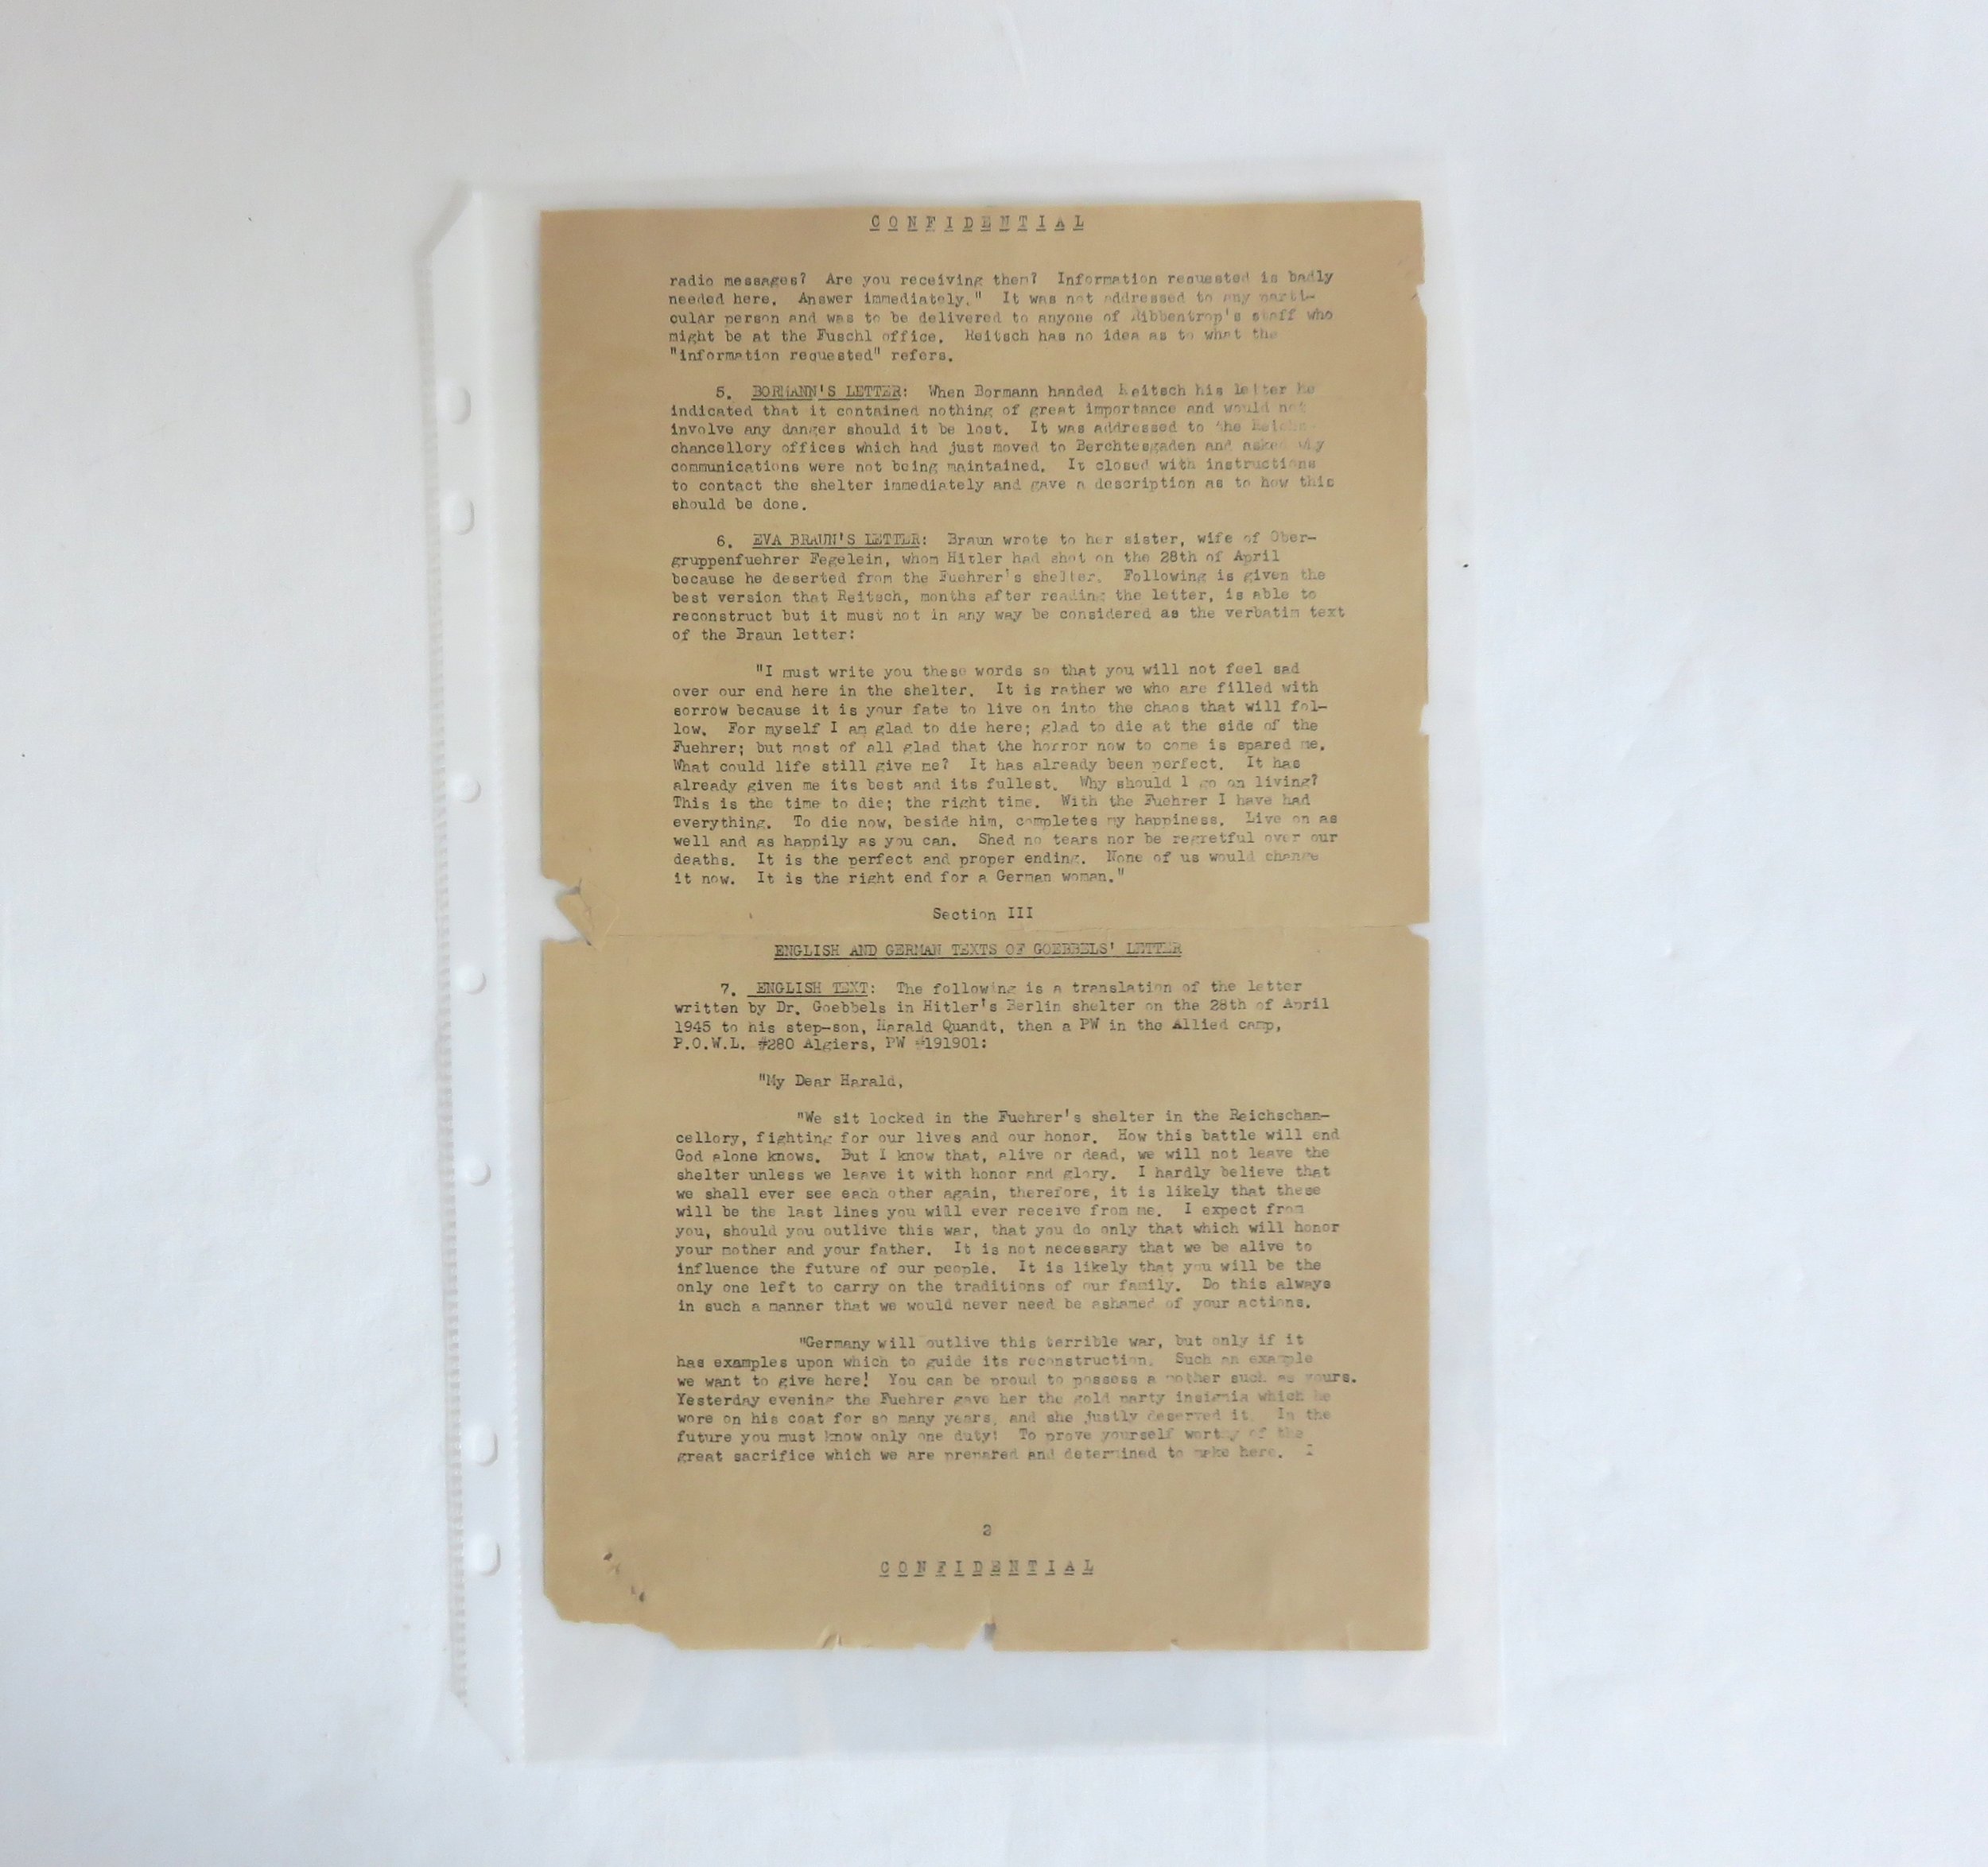 CONFIDENTIAL
radio messages? Are you receiving them? Information requested is badly
needed here. Answer immediately." It was not addressed to any parti-
cular person and was to be delivered to anyone of Ribbentrop's staff who
might be at the Fuschl office. Reitsch has no idea as to what the
"information requested" refers.
5. BORMANN'S LETTER: When Bormann handed Reitsch his letter he
indicated that it contained nothing of great importance and would not
involve any danger should it be lost. It was addressed to the Reichs-
chancellory offices which had just moved to Berchtesgaden and asked why
communications were not being maintained. It closed with instructions
to contact the shelter immediately and gave a description as to how this
should be done.
6. EVA BRAUN'S LETTER: Braun wrote to her sister, wife of Ober-
gruppenfuehrer Fegelein, whom Hitler had shot on the 28th of April
because he deserted from the Fuehrer's shelter. Following is given the
best version that Reitsch, months after reading the letter, is able to
reconstruct but it must not in any way be considered as the verbatim text
of the Braun letter:
"I must write you these words so that you will not feel sad
over our end here in the shelter. It is rather we who are filled with
sorrow because it is your fate to live on into the chaos that will fol-
low. For myself I am glad to die here; glad to die at the side of the
Fuehrer; but most of all glad that the horror now to come is spared me.
What could life still give me? It has already been perfect. It has
already given me its best and its fullest. Why should I go on living?
This is the time to die; the right time. With the Fuehrer I have had
everything. To die now, beside him, completes my happiness. Live on as
well and as happily as you can. Shed no tears nor be regretful over our
deaths. It is the perfect and proper ending. None of us would change
it now. It is the right end for a German woman."
Section III
ENGLISH AND GERMAN TEXTS OF GOEBBELS' LETTER
7. ENGLISH TEXT: The following is a translation of the letter
written by Dr. Goebbels in Hitler's Berlin shelter on the 28th of April
1945 to his step-son, Harald Quandt, then a PW in the Allied camp,
P.O.W.L. #280 Algiers, PW #191901:
"My Dear Harald,
"We sit locked in the Fuehrer's shelter in the Reichschan-
cellory, fighting for our lives and our honor. How this battle will end
God alone knows. But I know that, alive or dead, we will not leave the
shelter unless we leave it with honor and glory. I hardly believe that
we shall ever see each other again, therefore, it is likely that these
will be the last lines you will ever receive from me. I expect from
you, should you outlive this war, that you do only that which will honor
your mother and your father. It is not necessary that we be alive to
influence the future of our people. It is likely that you will be the
only one left to carry on the traditions of our family. Do this always
in such a manner that we would never need be ashamed of your actions.
"Germany will outlive this terrible war, but only if it
has examples upon which to guide its reconstruction. Such an example
we want to give here! You can be proud to possess a mother such as yours.
Yesterday evening the Fuehrer gave her the gold party insignia which he
wore on his coat for so many years, and she justly deserved it. In the
future you must know only one duty! To prove yourself worthy of the
great sacrifice which we are prepared and determined to make here. I
2
CONFIDENTIAL